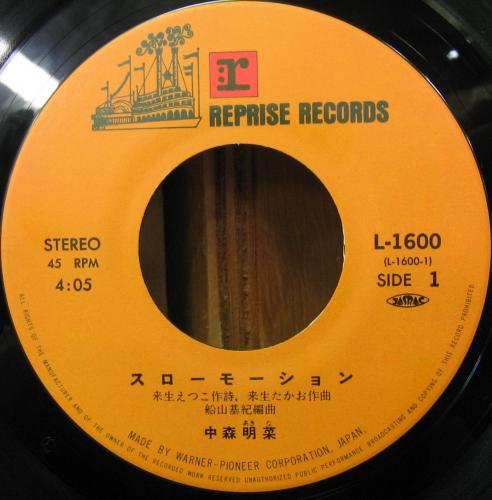 r
REPRISE RECORDS
STEREO
45 RPM
4:05
L-1600
(L-1600-1)
SIDE 1
JASRAC
スローモーション
来生えつこ作詩、来生たかお作曲
船山基紀編曲
あきな
中森明菜
MADE BY WARNER-PIONEER CORPORATION, JAPAN.
ALL RIGHTS OF THE MANUFACTURER AND OF THE OWNER OF THE RECORDED WORK RESERVED UNAUTHORIZED PUBLIC PERFORMANCE BROADCASTING AND COPYING OF THIS RECORD PROHIBITED.